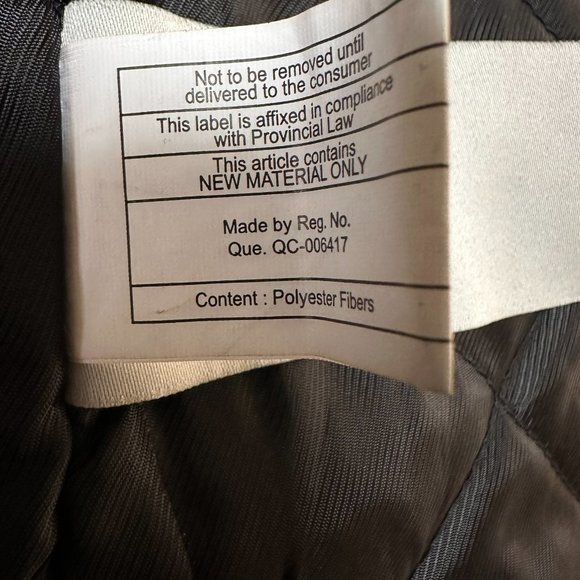 Not to be removed until
delivered to the consumer
This label is affixed in compliance
with Provincial Law
This article contains
NEW MATERIAL ONLY
Made by Reg. No.
Que. QC-006417
Content : Polyester Fibers